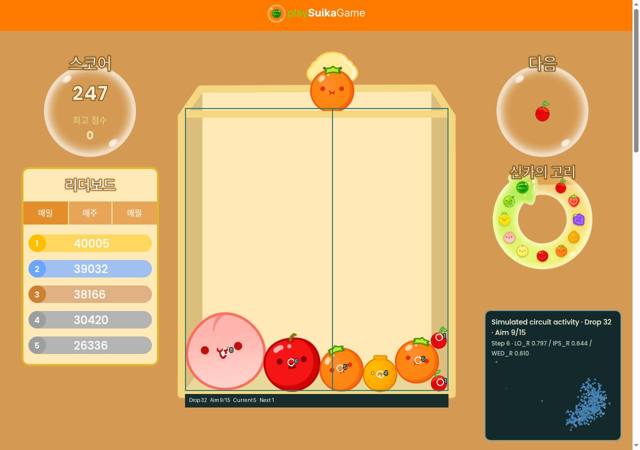 playSuikaGame
스코어
247
최고 점수
0
리더보드
매일 매주 매월
1 40005
2 39032
3 38166
4 30420
5 26336
다음
신카의 고리
Simulated circuit activity · Drop 32
· Aim 9/15
Step 6 · LO_R 0.797 / IPS_R 0.644 /
WED_R 0.610
Drop 32 Aim 9/15 Current 5 Next 1